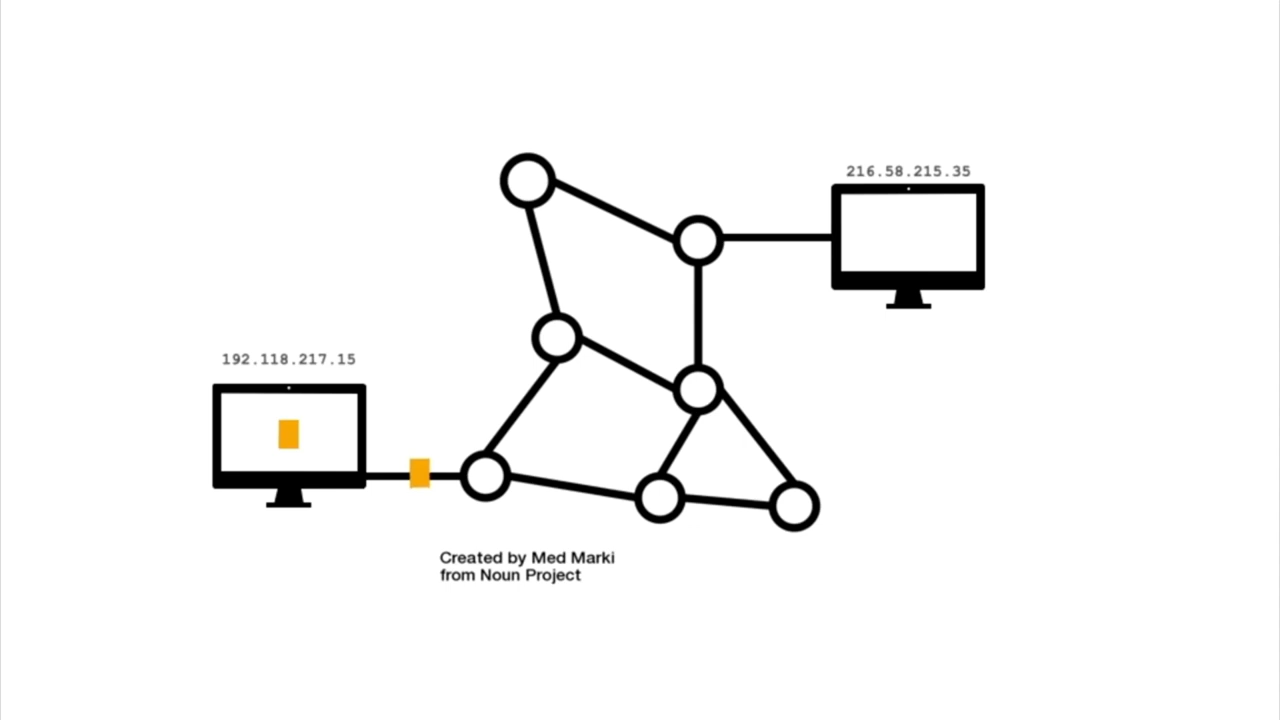 216.58.215.35
192.118.217.15
Created by Med Marki
from Noun Project